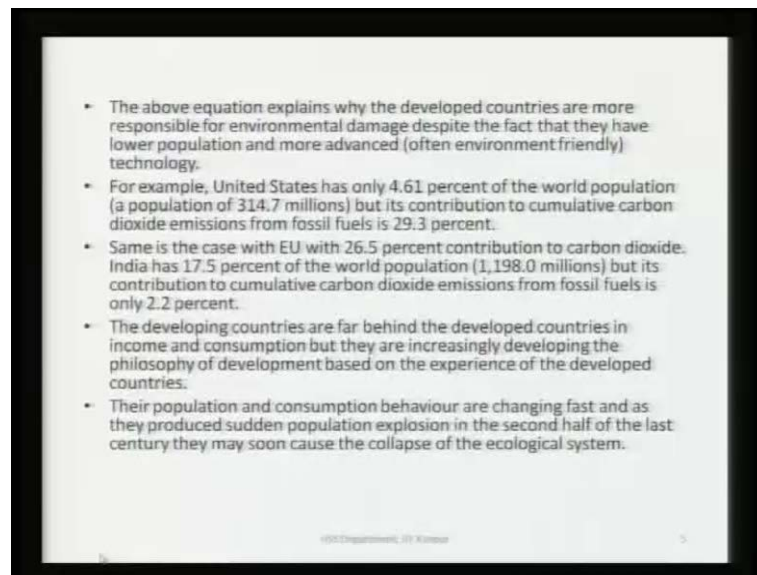 • The above equation explains why the developed countries are more
responsible for environmental damage despite the fact that they have
lower population and more advanced (often environment friendly)
technology.
• For example, United States has only 4.61 percent of the world population
(a population of 314.7 millions) but its contribution to cumulative carbon
dioxide emissions from fossil fuels is 29.3 percent.
• Same is the case with EU with 26.5 percent contribution to carbon dioxide.
India has 17.5 percent of the world population (1,198.0 millions) but its
contribution to cumulative carbon dioxide emissions from fossil fuels is
only 2.2 percent.
• The developing countries are far behind the developed countries in
income and consumption but they are increasingly developing the
philosophy of development based on the experience of the developed
countries.
• Their population and consumption behaviour are changing fast and as
they produced sudden population explosion in the second half of the last
century they may soon cause the collapse of the ecological system.
HSS Department, IIT Kanpur
5